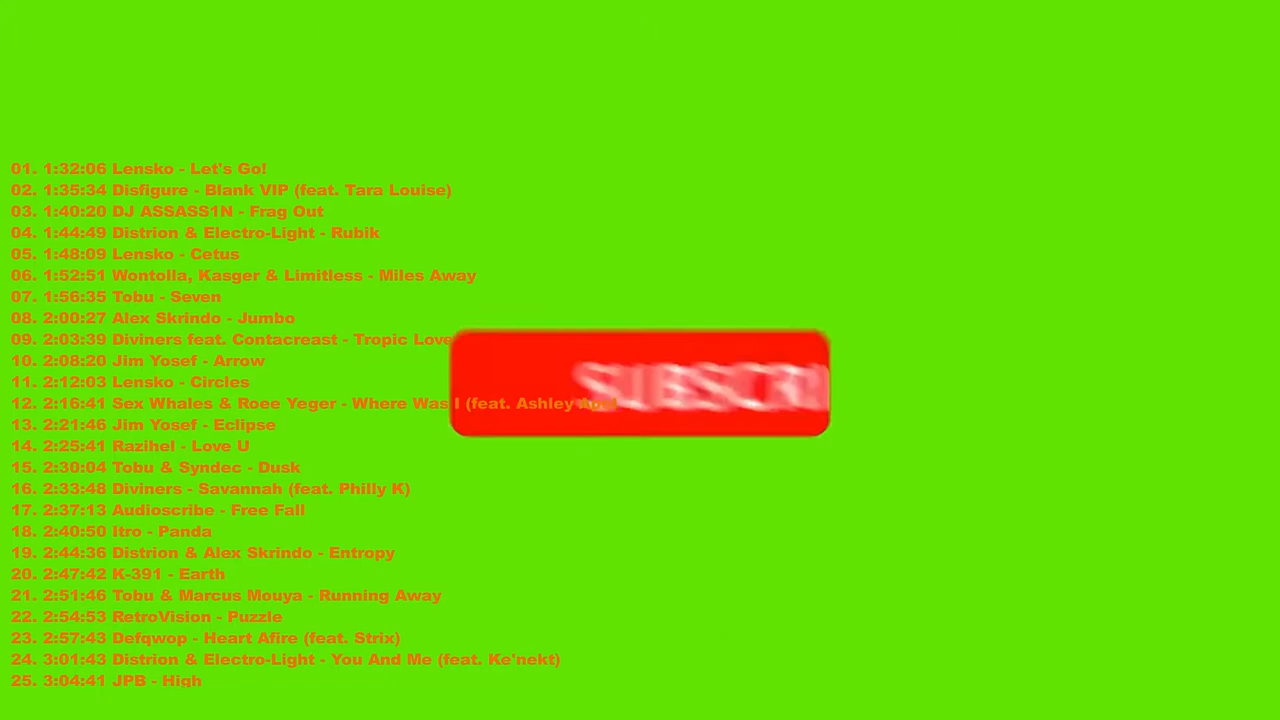 01. 1:32:06 Lensko - Let's Go!
02. 1:35:34 Disfigure - Blank VIP (feat. Tara Louise)
03. 1:40:20 DJ ASSASS1N - Frag Out
04. 1:44:49 Distrion & Electro-Light - Rubik
05. 1:48:09 Lensko - Cetus
06. 1:52:51 Wontolla, Kasger & Limitless - Miles Away
07. 1:56:35 Tobu - Seven
08. 2:00:27 Alex Skrindo - Jumbo
09. 2:03:39 Diviners feat. Contacreast - Tropic Love
10. 2:08:20 Jim Yosef - Arrow
SUBSCRI
11. 2:12:03 Lensko - Circles
12. 2:16:41 Sex Whales & Roee Yeger - Where Was I (feat. Ashley
13. 2:21:46 Jim Yosef - Eclipse
14. 2:25:41 Razihel - Love U
15. 2:30:04 Tobu & Syndec - Dusk
16. 2:33:48 Diviners - Savannah (feat. Philly K)
17. 2:37:13 Audioscribe - Free Fall
18. 2:40:50 Itro - Panda
19. 2:44:36 Distrion & Alex Skrindo - Entropy
20. 2:47:42 K-391 - Earth
21. 2:51:46 Tobu & Marcus Mouya - Running Away
22. 2:54:53 RetroVision - Puzzle
23. 2:57:43 Defqwop - Heart Afire (feat. Strix)
24. 3:01:43 Distrion & Electro-Light - You And Me (feat. Ke'nekt)
25. 3:04:41 JPB - High